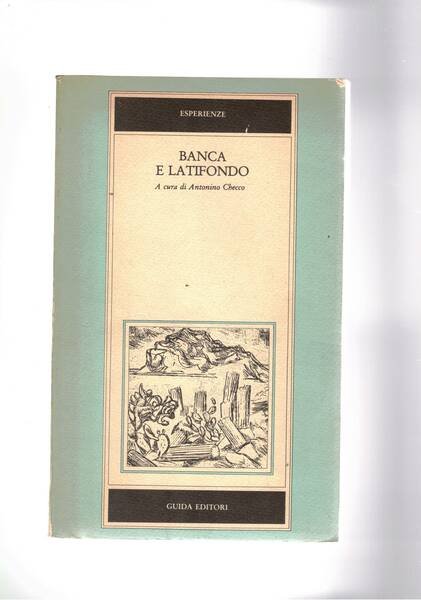 ESPERIENZE
BANCA
E LATIFONDO
A cura di Antonino Checco
GUIDA EDITORI